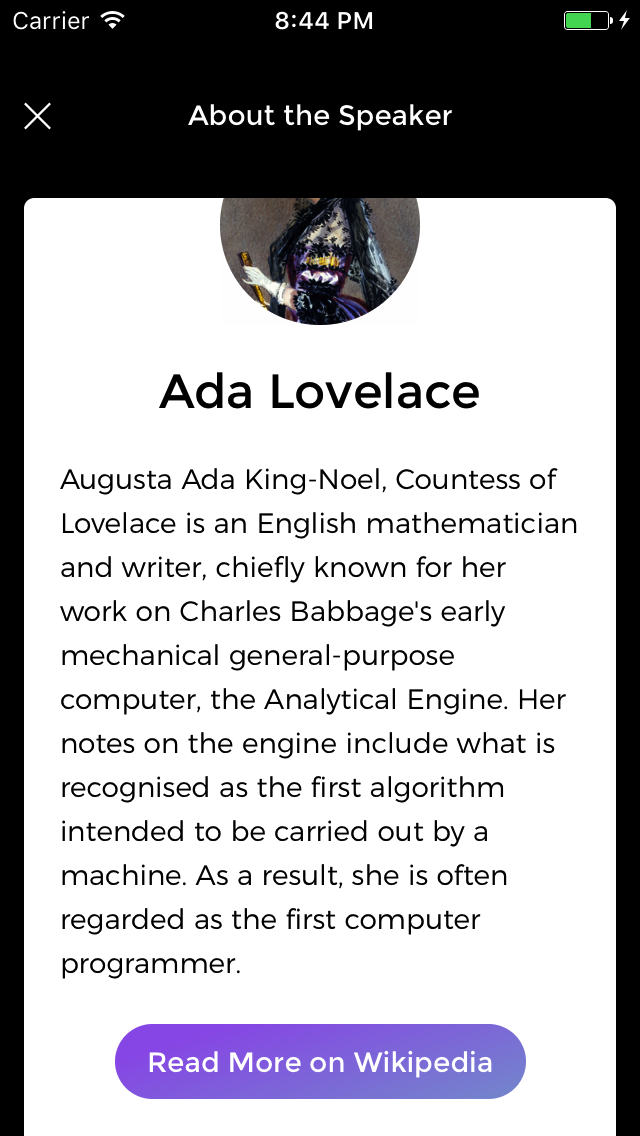 Carrier
8:44 PM
About the Speaker
Ada Lovelace
Augusta Ada King-Noel, Countess of
Lovelace is an English mathematician
and writer, chiefly known for her
work on Charles Babbage's early
mechanical general-purpose
computer, the Analytical Engine. Her
notes on the engine include what is
recognised as the first algorithm
intended to be carried out by a
machine. As a result, she is often
regarded as the first computer
programmer.
Read More on Wikipedia